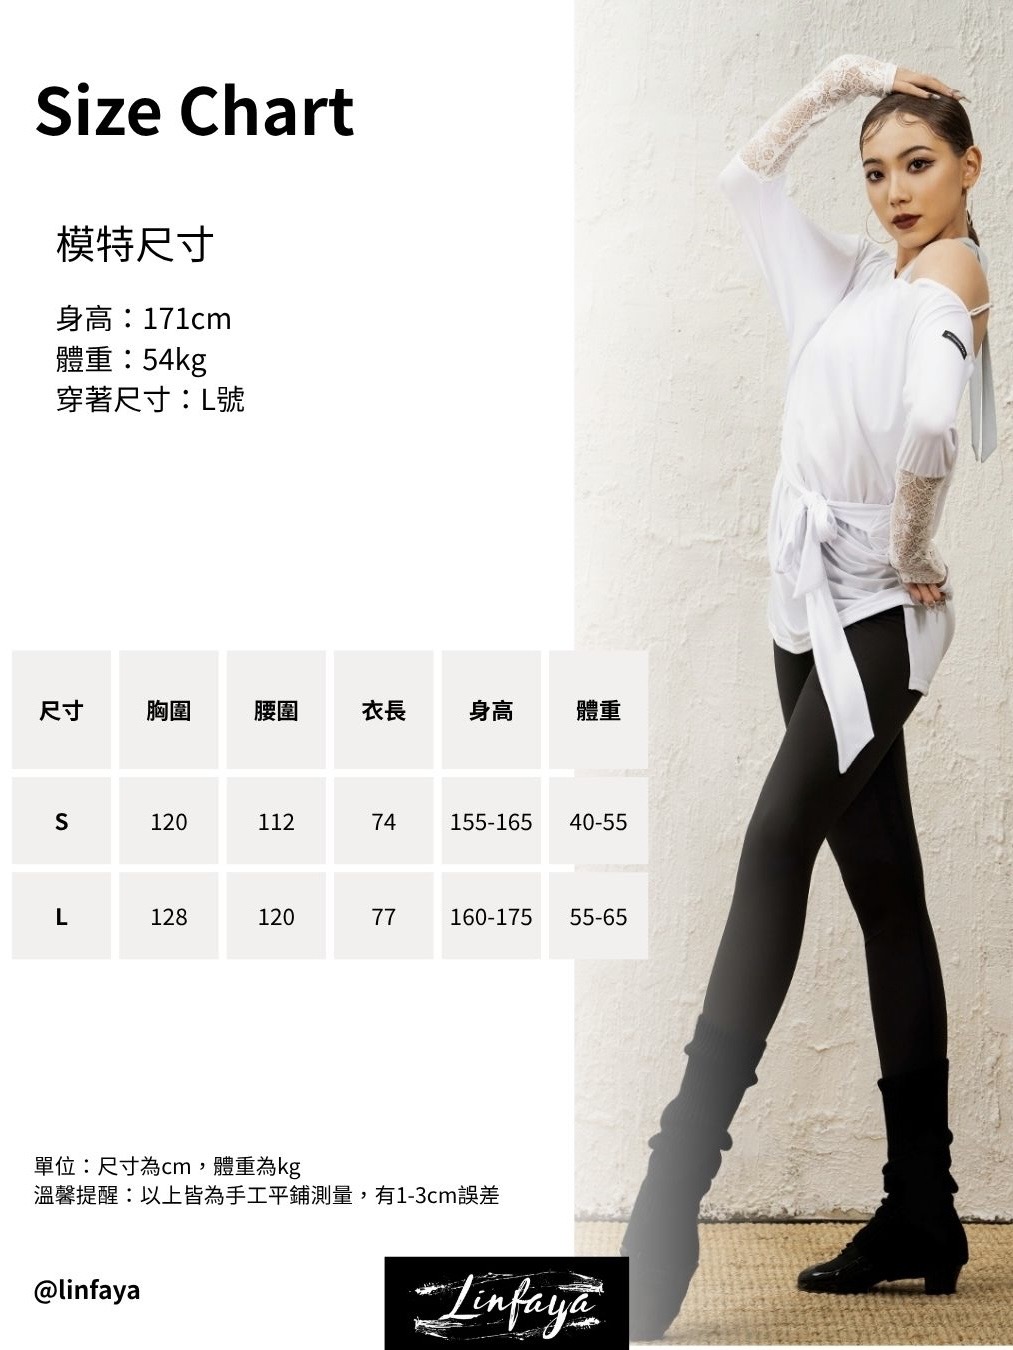 Size Chart
模特尺寸
身高：171cm
體重：54kg
穿著尺寸：L號
尺寸 胸圍 腰圍 衣長 身高 體重
S 120 112 74 155-165 40-55
L 128 120 77 160-175 55-65
單位：尺寸為cm，體重為kg
溫馨提醒：以上皆為手工平鋪測量，有1-3cm誤差
@linfaya
Linfaya